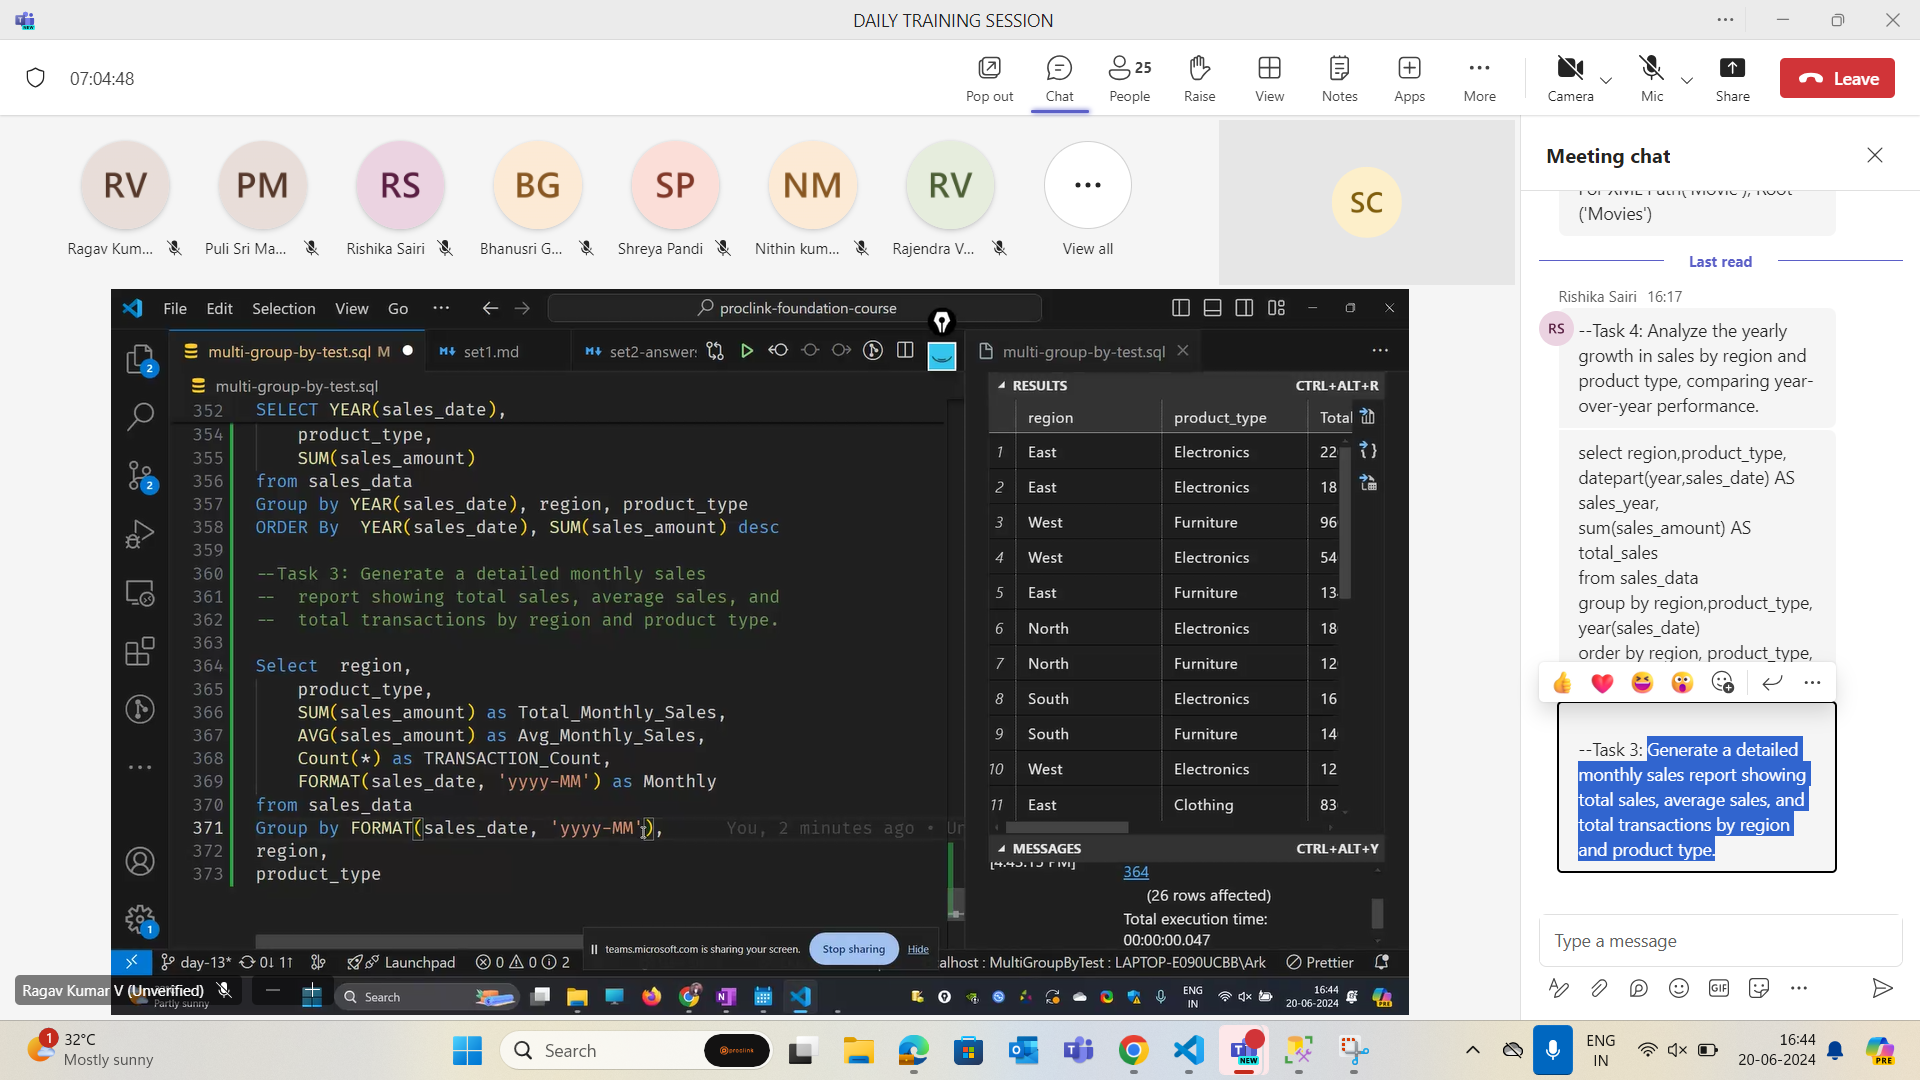 DAILY TRAINING SESSION
07:04:48
Pop out
Chat
25
People
Raise
View
Notes
Apps
More
Camera
Mic
Share
Leave
RV
PM
RS
BG
SP
NM
RV
SC
Ragav Kum...
Puli Sri Ma...
Rishika Sairi
Bhanusri G...
Shreya Pandi
Nithin kum...
Rajendra V...
View all
File Edit Selection View Go
proclink-foundation-course
multi-group-by-test.sql M
set1.md
set2-answer
multi-group-by-test.sql
multi-group-by-test.sql
352 SELECT YEAR(sales_date),
354 product_type,
355 SUM(sales_amount)
356 from sales_data
357 Group by YEAR(sales_date), region, product_type
358 ORDER By YEAR(sales_date), SUM(sales_amount) desc
359
360 --Task 3: Generate a detailed monthly sales
361 -- report showing total sales, average sales, and
362 -- total transactions by region and product type.
363
364 Select region,
365 product_type,
366 SUM(sales_amount) as Total_Monthly_Sales,
367 AVG(sales_amount) as Avg_Monthly_Sales,
368 Count(*) as TRANSACTION_Count,
369 FORMAT(sales_date, 'yyyy-MM') as Monthly
370 from sales_data
371 Group by FORMAT(sales_date, 'yyyy-MM'), You, 2 minutes ago • Un
372 region,
373 product_type
RESULTS CTRL+ALT+R
region product_type Total
1 East Electronics 22
2 East Electronics 18
3 West Furniture 96
4 West Electronics 54
5 East Furniture 13
6 North Electronics 18
7 North Furniture 12
8 South Electronics 16
9 South Furniture 14
10 West Electronics 12
11 East Clothing 83
MESSAGES CTRL+ALT+Y
364
(26 rows affected)
Total execution time:
00:00:00.047
teams.microsoft.com is sharing your screen. Stop sharing Hide
day-13* 0↓ 1↑ Launchpad 0 0 2
alhost : MultiGroupByTest : LAPTOP-E090UCBB\Ark Prettier
Ragav Kumar V (Unverified)
Partly sunny
Search
ENG
IN
16:44
20-06-2024
Meeting chat
('Movies')
Last read
Rishika Sairi 16:17
RS
--Task 4: Analyze the yearly
growth in sales by region and
product type, comparing year-
over-year performance.
select region,product_type,
datepart(year,sales_date) AS
sales_year,
sum(sales_amount) AS
total_sales
from sales_data
group by region,product_type,
year(sales_date)
order by region, product_type,
--Task 3: Generate a detailed
monthly sales report showing
total sales, average sales, and
total transactions by region
and product type.
Type a message
GIF
32°C
Mostly sunny
Search
proclink
NEW
ENG
IN
16:44
20-06-2024
PRE